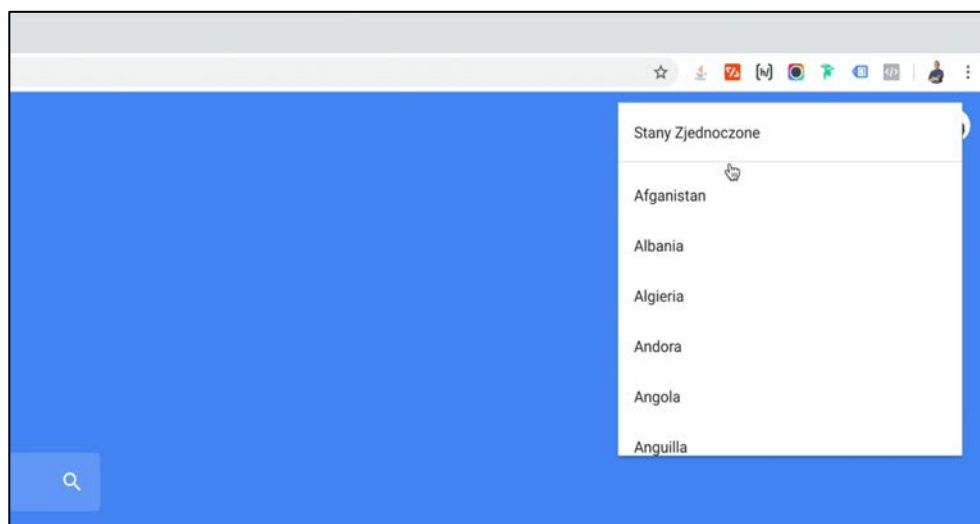 Stany Zjednoczone
Afganistan
Albania
Algieria
Andora
Angola
Anguilla